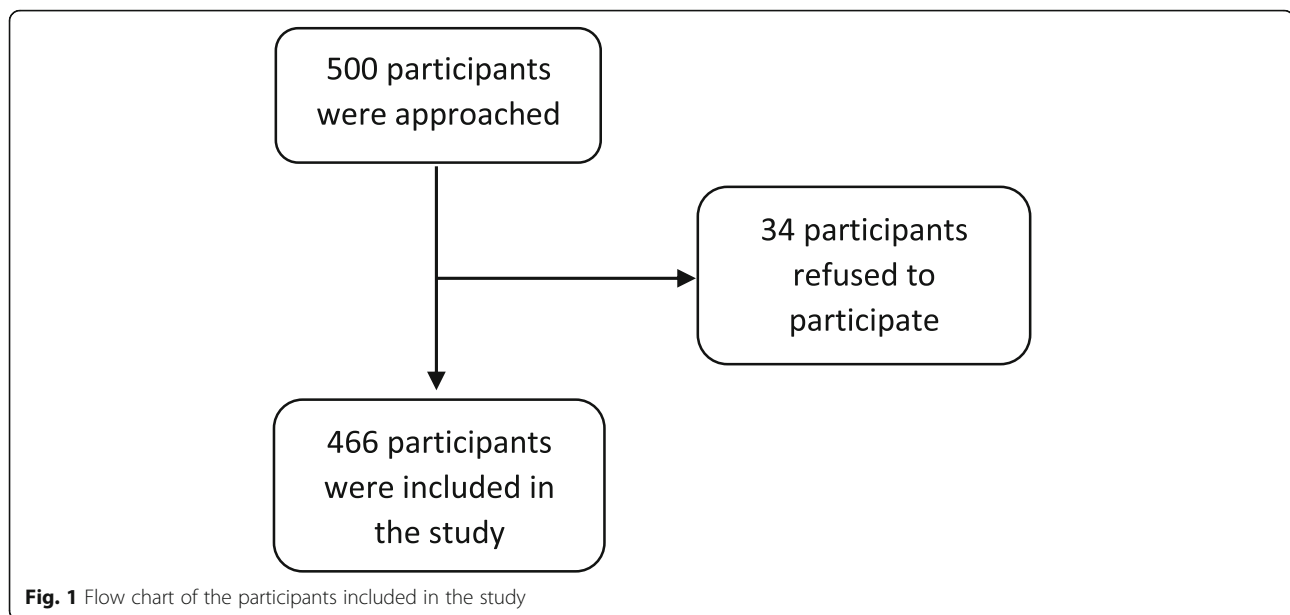 500 participants
were approached
34 participants
refused to
participate
466 participants
were included in
the study
Fig. 1 Flow chart of the participants included in the study